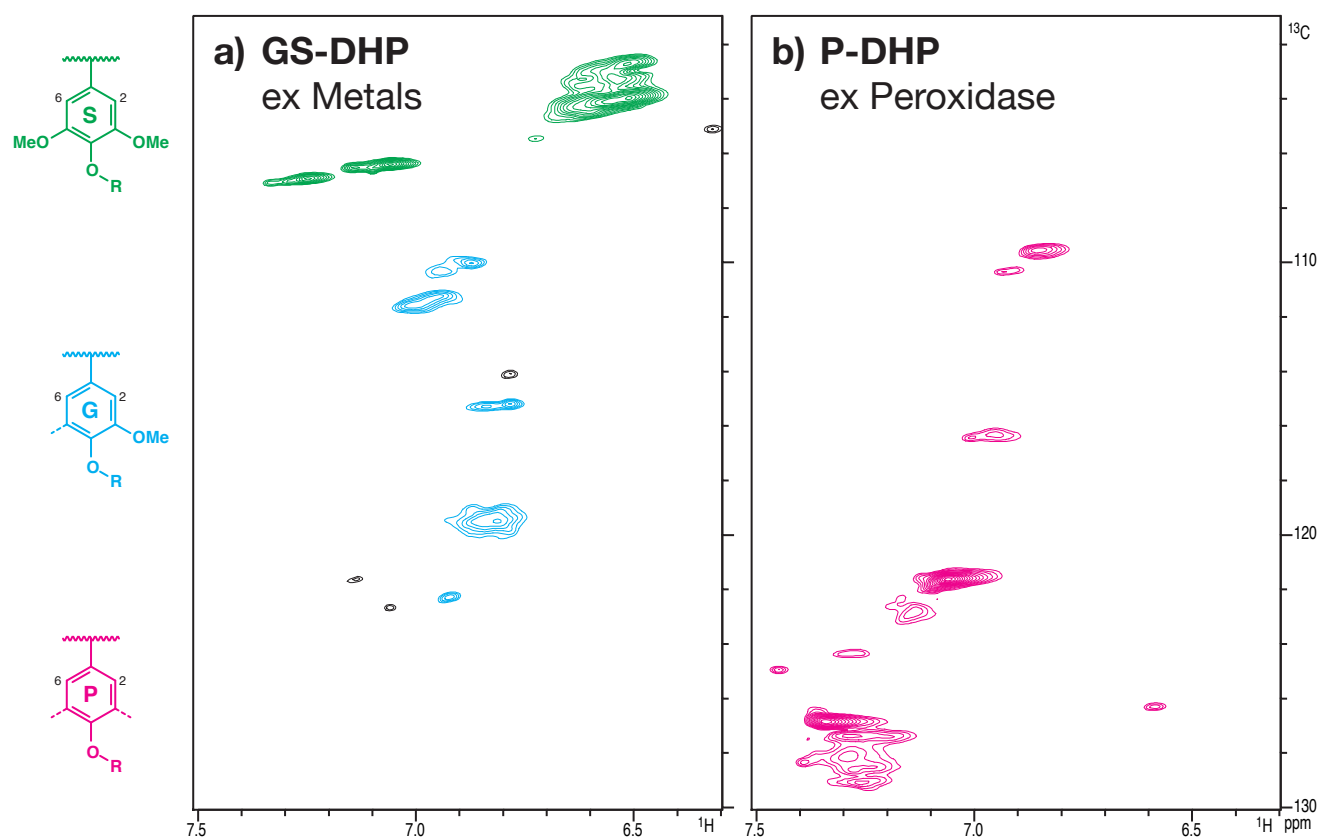 a) GS-DHP
ex Metals
b) P-DHP
ex Peroxidase
¹³C
6
2
S
MeO
OMe
O
R
110
6
2
G
OMe
O
R
120
6
2
P
O
R
130
7.5
7.0
6.5
¹H
7.5
7.0
6.5
¹H
ppm